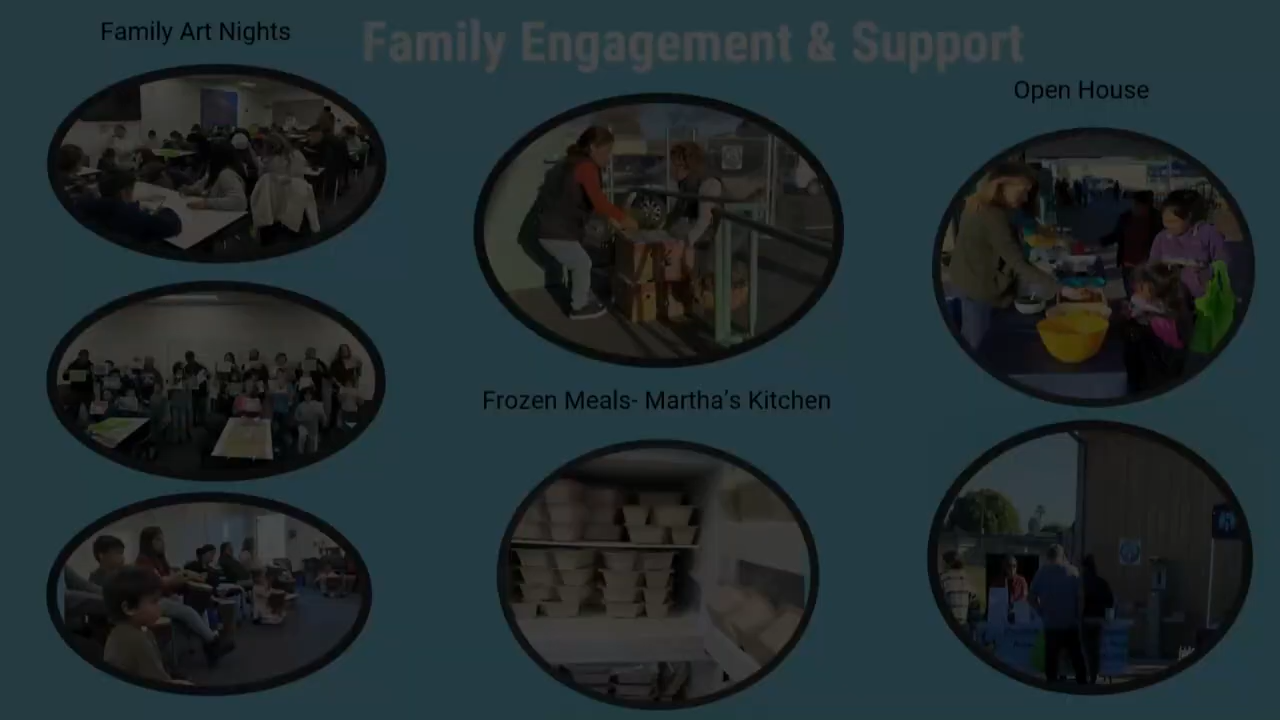 Family Art Nights
Family Engagement & Support
Open House
Frozen Meals- Martha's Kitchen